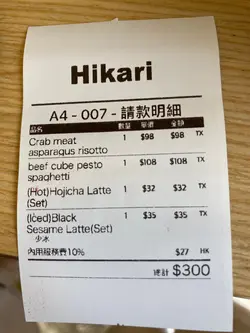 Hikari
A4 - 007 - 請款明細
品名 數量 單價 金額
Crab meat 1 $98 $98 TX
asparagus risotto
beef cube pesto 1 $108 $108 TX
spaghetti
(Hot)Hojicha Latte 1 $32 $32 TX
(Set)
(Iced)Black 1 $35 $35 TX
Sesame Latte(Set)
少冰
內用服務費10% $27 HK
總計 $300